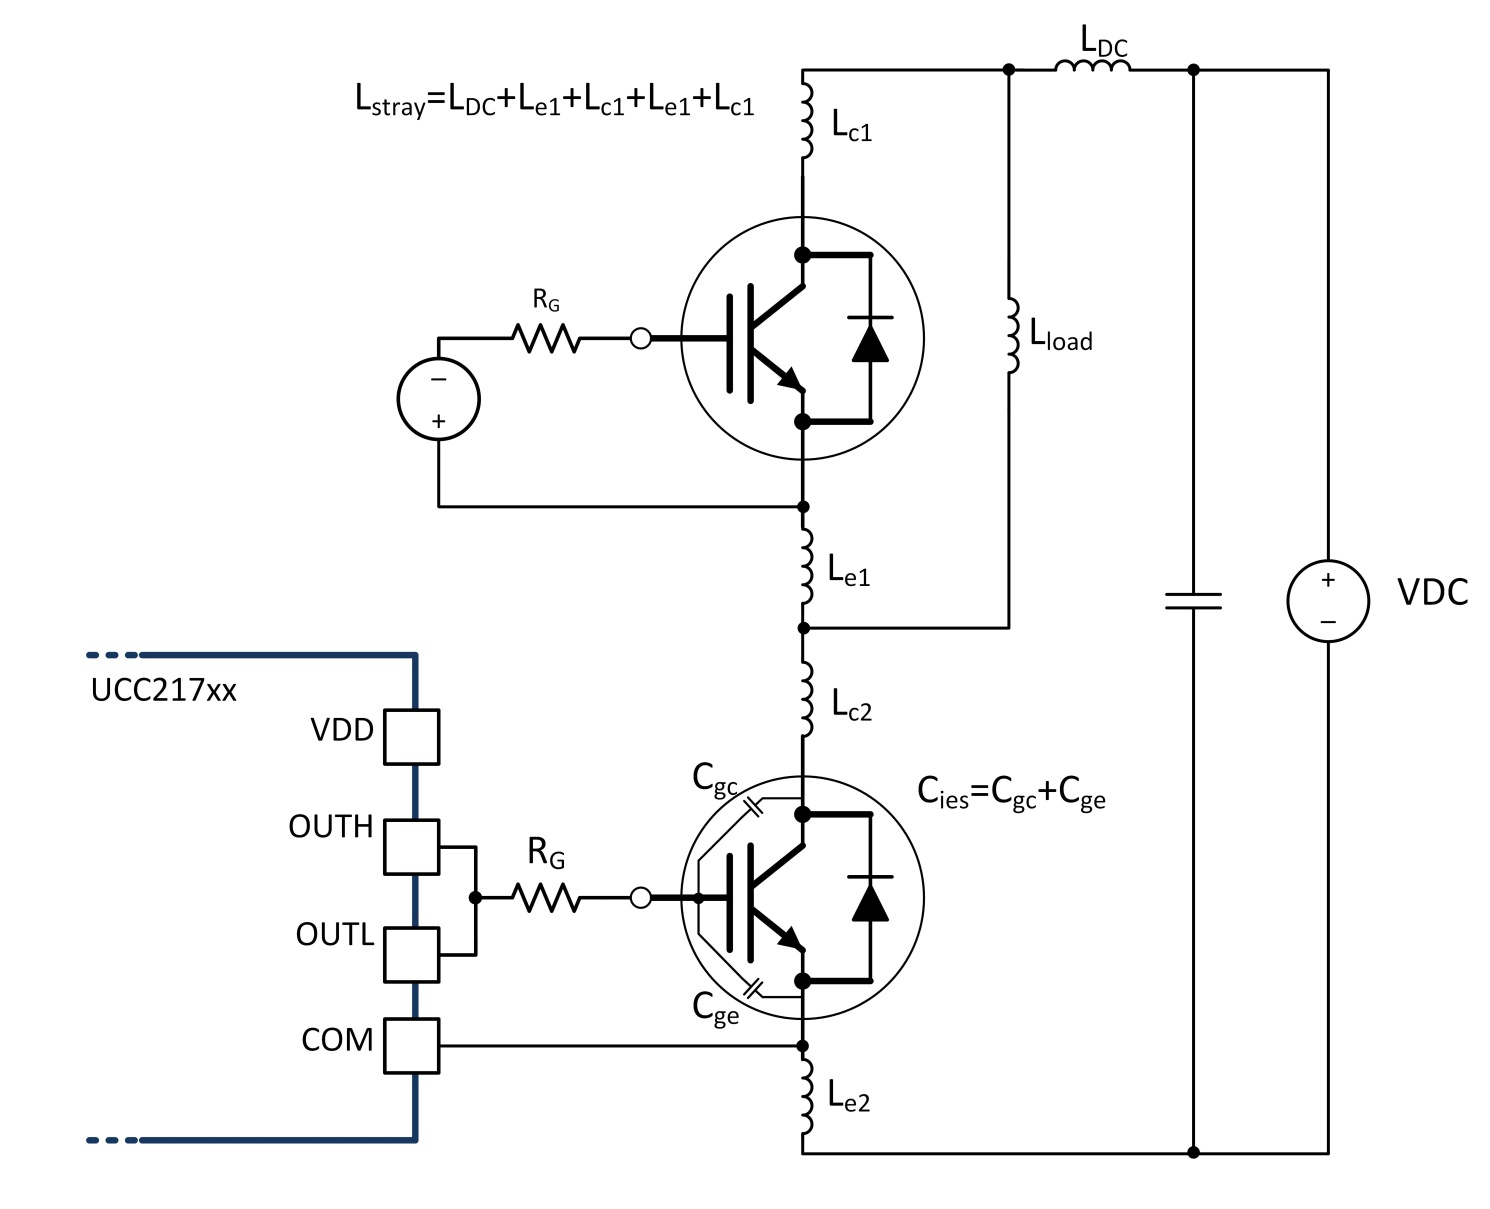 L_DC
L_stray=L_DC+L_e1+L_c1+L_e1+L_c1
L_c1
R_G
L_load
−
+
L_e1
+
−
VDC
UCC217xx
L_c2
VDD
C_gc
C_ies=C_gc+C_ge
OUTH
R_G
OUTL
C_ge
COM
L_e2